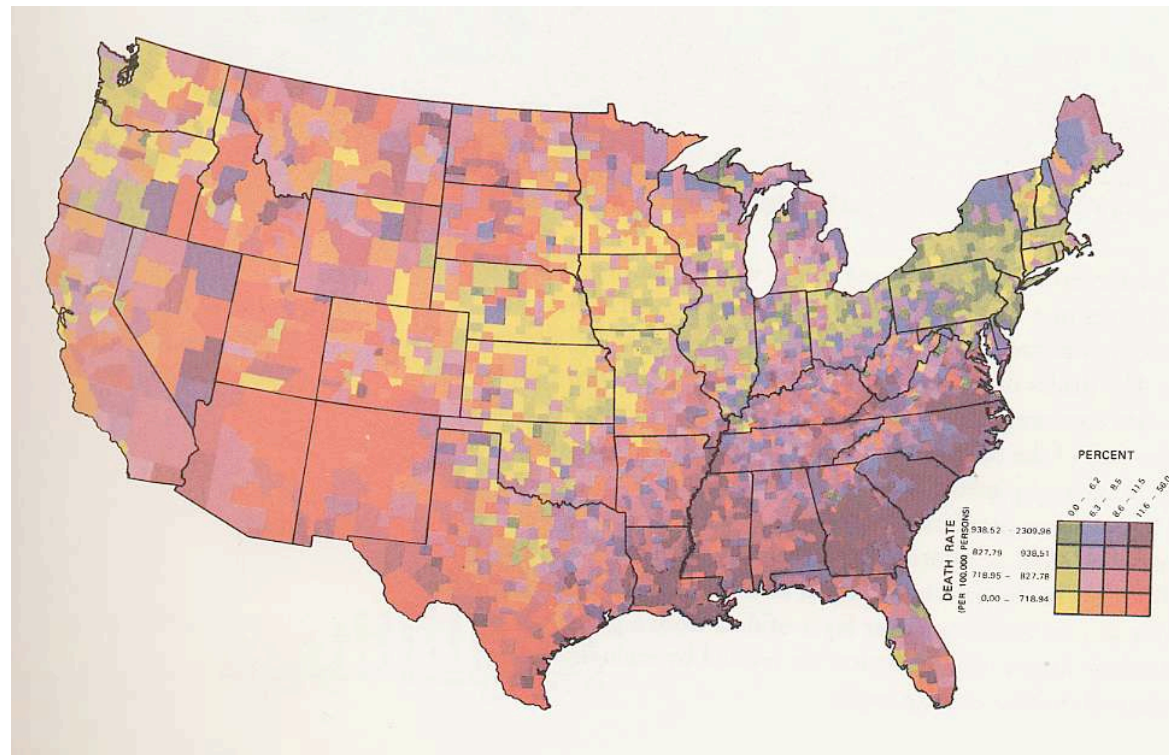 PERCENT
0.0 - 6.2
6.3 - 8.5
8.6 - 11.5
11.6 - 56.0
DEATH RATE
(PER 100,000 PERSONS)
938.52 - 2309.96
827.79 938.51
718.95 - 827.78
0.00 - 718.94